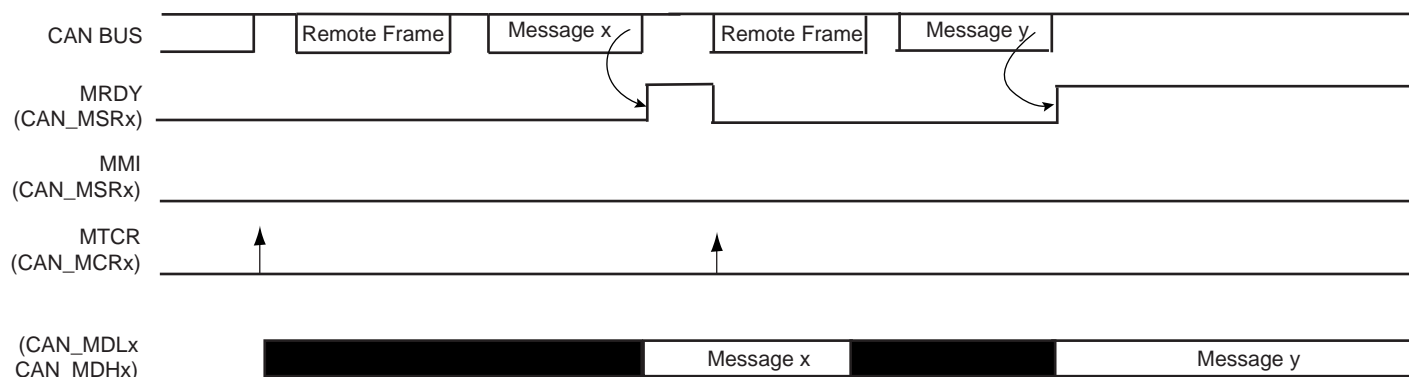 CAN BUS
Remote Frame
Message x
Remote Frame
Message y
MRDY
(CAN_MSRx)
MMI
(CAN_MSRx)
MTCR
(CAN_MCRx)
(CAN_MDLx
CAN_MDHx)
Message x
Message y